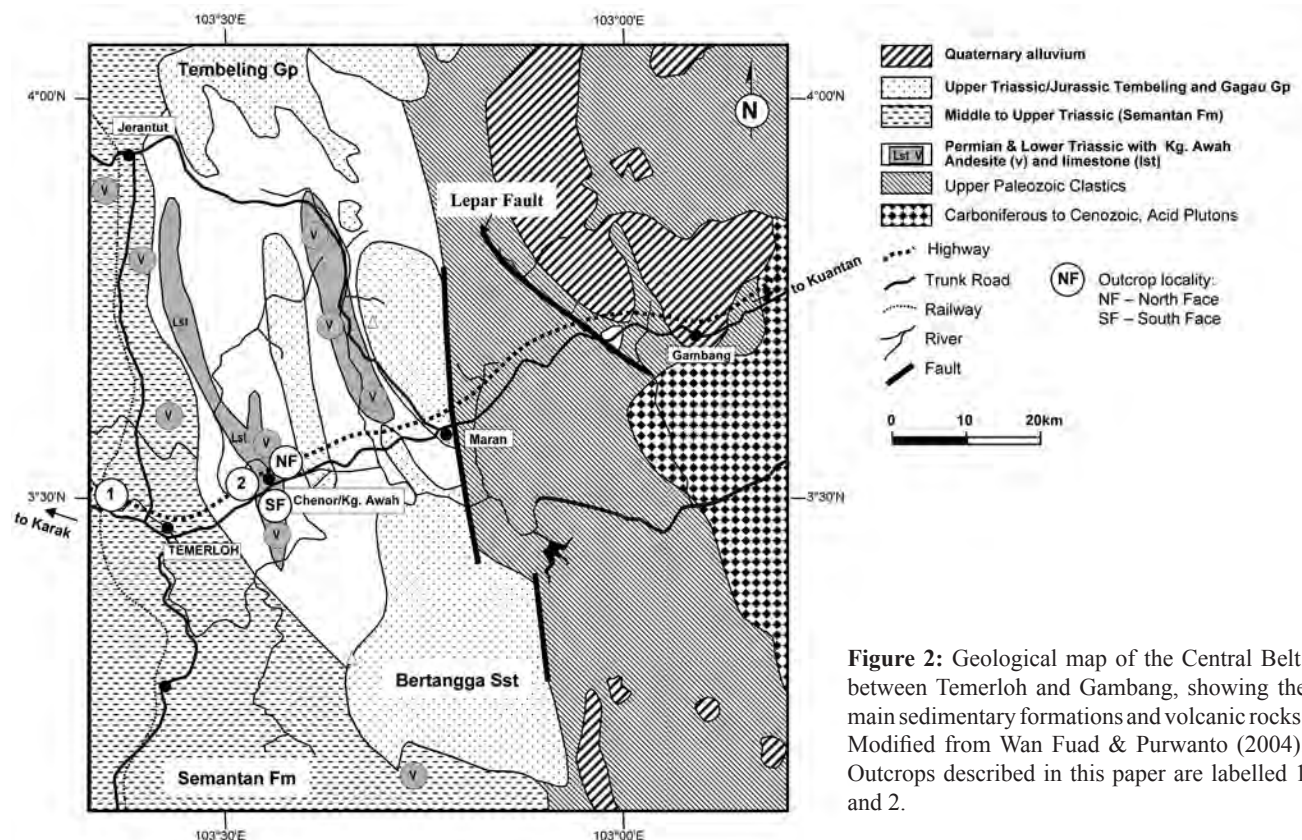 103°30'E
103°00'E
4°00'N
4°00'N
Tembeling Gp
Jerantut
N
V
Lepar Fault
V
V
to Kuantan
Lst
V
Gambang
V
V
Maran
Lst
V
NF
2
1
SF
Chenor/Kg. Awah
3°30'N
3°30'N
to Karak
TEMERLOH
V
Bertangga Sst
Semantan Fm
V
103°30'E
103°00'E
Quaternary alluvium
Upper Triassic/Jurassic Tembeling and Gagau Gp
Middle to Upper Triassic (Semantan Fm)
Lst V
Permian & Lower Triassic with Kg. Awah
Andesite (v) and limestone (lst)
Upper Paleozoic Clastics
Carboniferous to Cenozoic, Acid Plutons
Highway
Trunk Road
Railway
River
Fault
NF
Outcrop locality:
NF – North Face
SF – South Face
0 10 20km
Figure 2: Geological map of the Central Belt
between Temerloh and Gambang, showing the
main sedimentary formations and volcanic rocks.
Modified from Wan Fuad & Purwanto (2004).
Outcrops described in this paper are labelled 1
and 2.